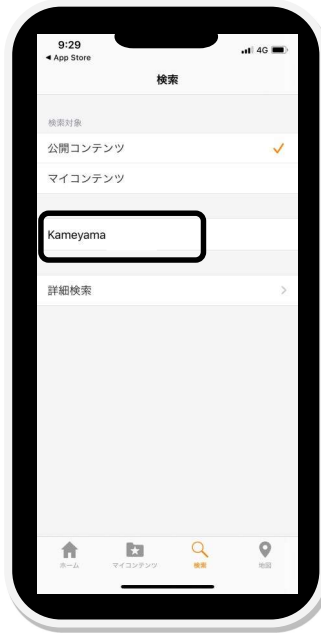 9:29
◀ App Store
4G
検索
検索対象
公開コンテンツ
マイコンテンツ
Kameyama
詳細検索
ホーム
マイコンテンツ
検索
地図